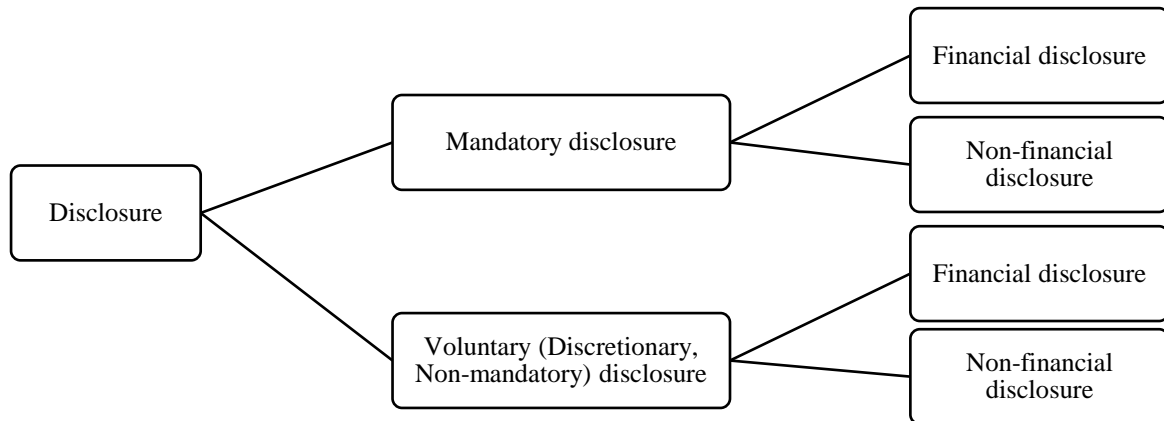 Disclosure
Mandatory disclosure
Financial disclosure
Non-financial
disclosure
Voluntary (Discretionary,
Non-mandatory) disclosure
Financial disclosure
Non-financial
disclosure